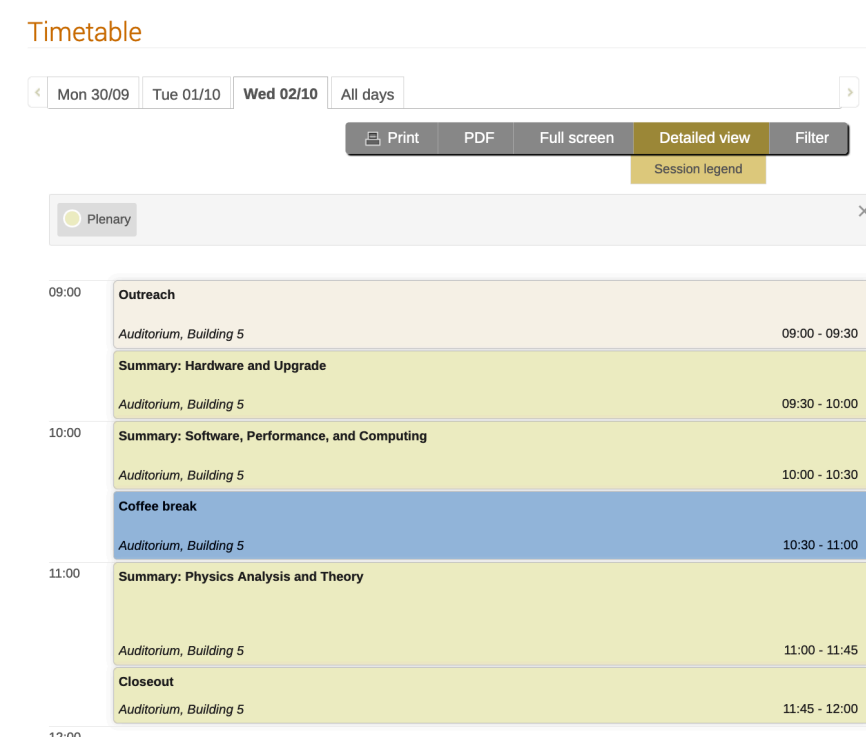 Timetable
Mon 30/09 Tue 01/10 Wed 02/10 All days
Print PDF Full screen Detailed view Filter
Session legend
Plenary
09:00
Outreach
Auditorium, Building 5 09:00 - 09:30
Summary: Hardware and Upgrade
Auditorium, Building 5 09:30 - 10:00
10:00
Summary: Software, Performance, and Computing
Auditorium, Building 5 10:00 - 10:30
Coffee break
Auditorium, Building 5 10:30 - 11:00
11:00
Summary: Physics Analysis and Theory
Auditorium, Building 5 11:00 - 11:45
Closeout
Auditorium, Building 5 11:45 - 12:00
12:00